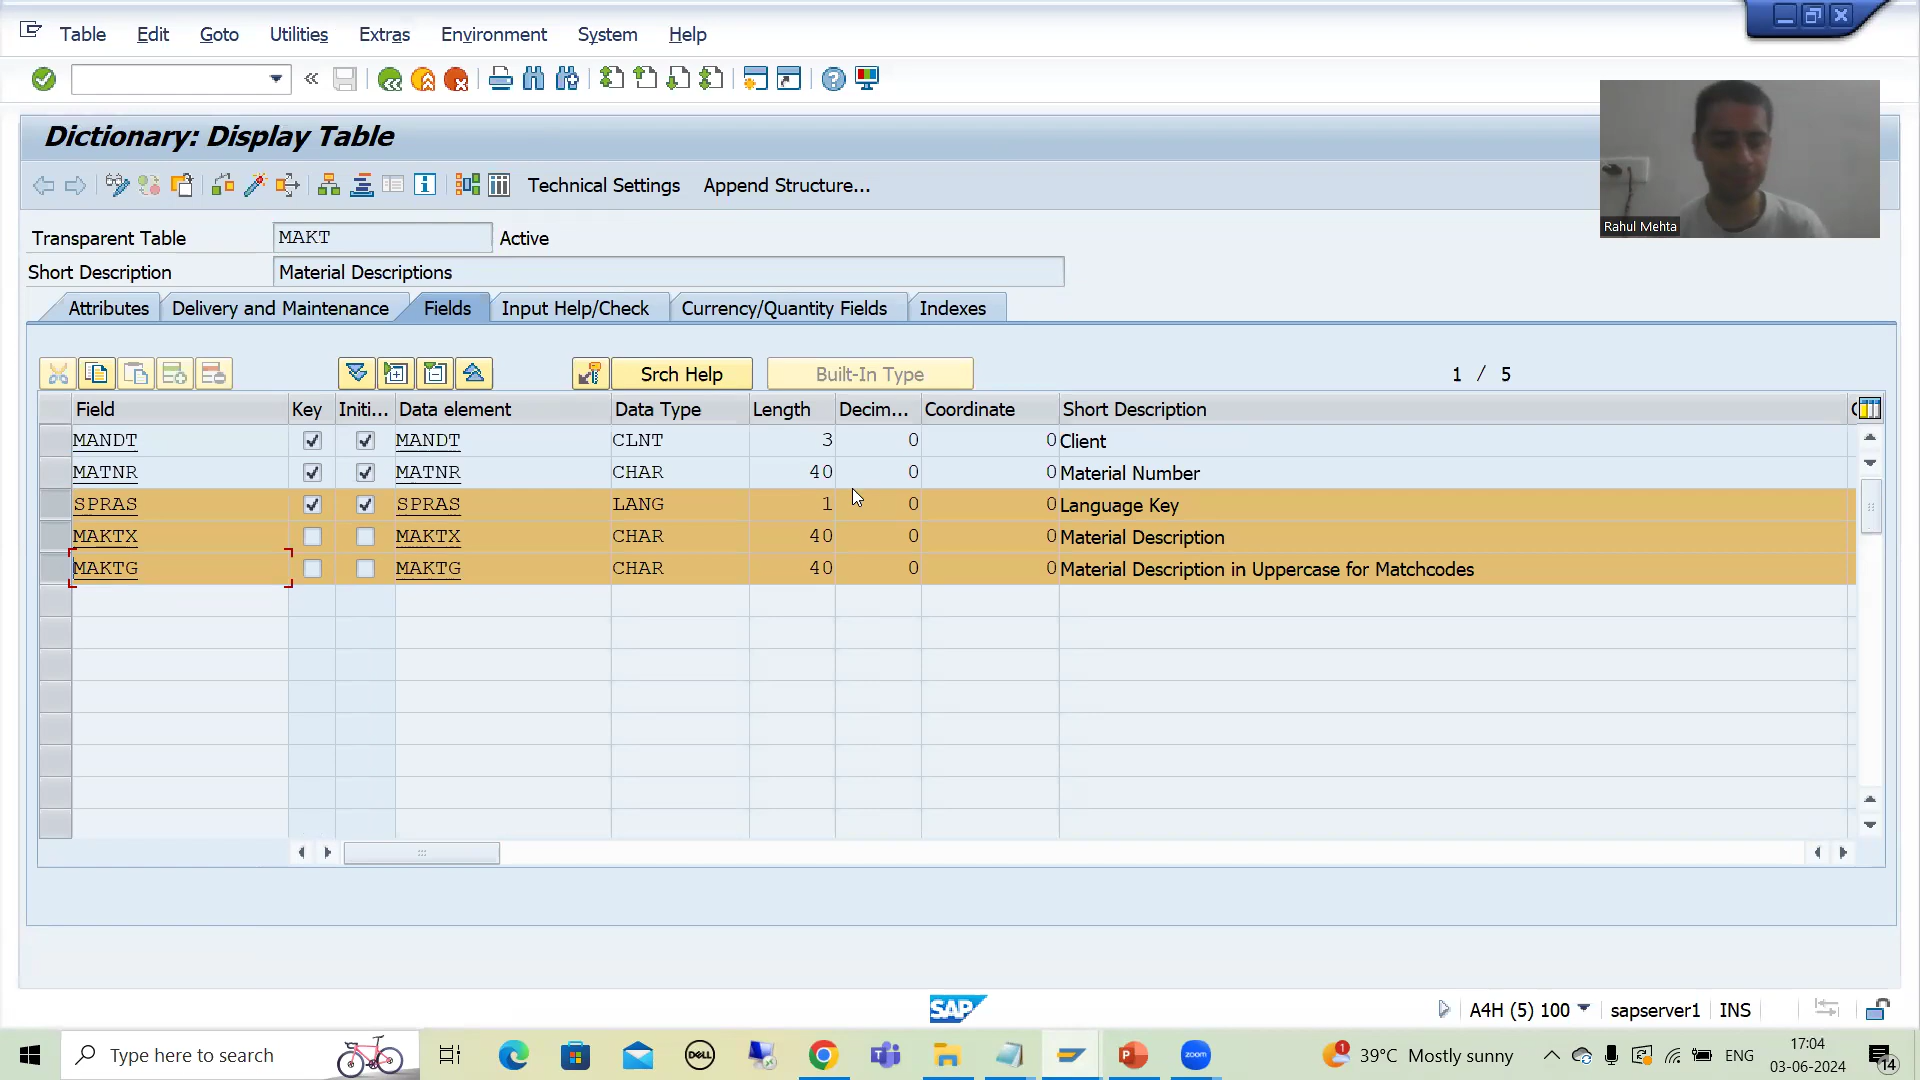 Table Edit Goto Utilities Extras Environment System Help
Dictionary: Display Table
Technical Settings Append Structure...
Rahul Mehta
Transparent Table MAKT Active
Short Description Material Descriptions
Attributes Delivery and Maintenance Fields Input Help/Check Currency/Quantity Fields Indexes
Srch Help Built-In Type 1 / 5
Field Key Initi... Data element Data Type Length Decim... Coordinate Short Description
MANDT MANDT CLNT 3 0 0 Client
MATNR MATNR CHAR 40 0 0 Material Number
SPRAS SPRAS LANG 1 0 0 Language Key
MAKTX MAKTX CHAR 40 0 0 Material Description
MAKTG MAKTG CHAR 40 0 0 Material Description in Uppercase for Matchcodes
SAP A4H (5) 100 sapserver1 INS
Type here to search DELL zoom 1 39°C Mostly sunny ENG 17:04
03-06-2024 14